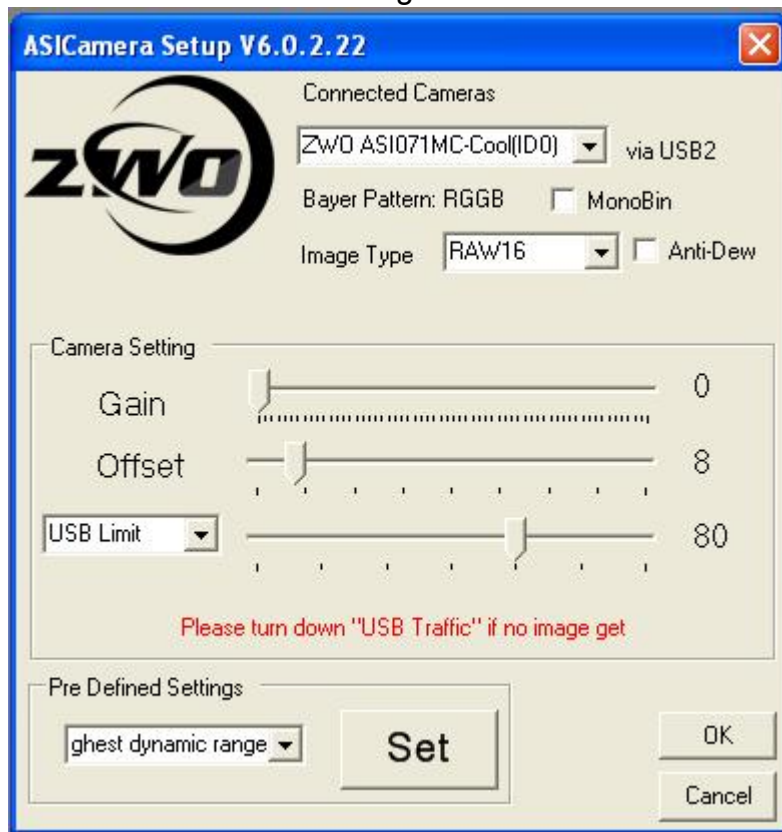 ASICamera Setup V6.0.2.22
ZWO
Connected Cameras
ZWO ASI071MC-Cool(ID0) via USB2
Bayer Pattern: RGGB MonoBin
Image Type RAW16 Anti-Dew
Camera Setting
Gain 0
Offset 8
USB Limit 80
Please turn down "USB Traffic" if no image get
Pre Defined Settings
ghest dynamic range Set
OK
Cancel